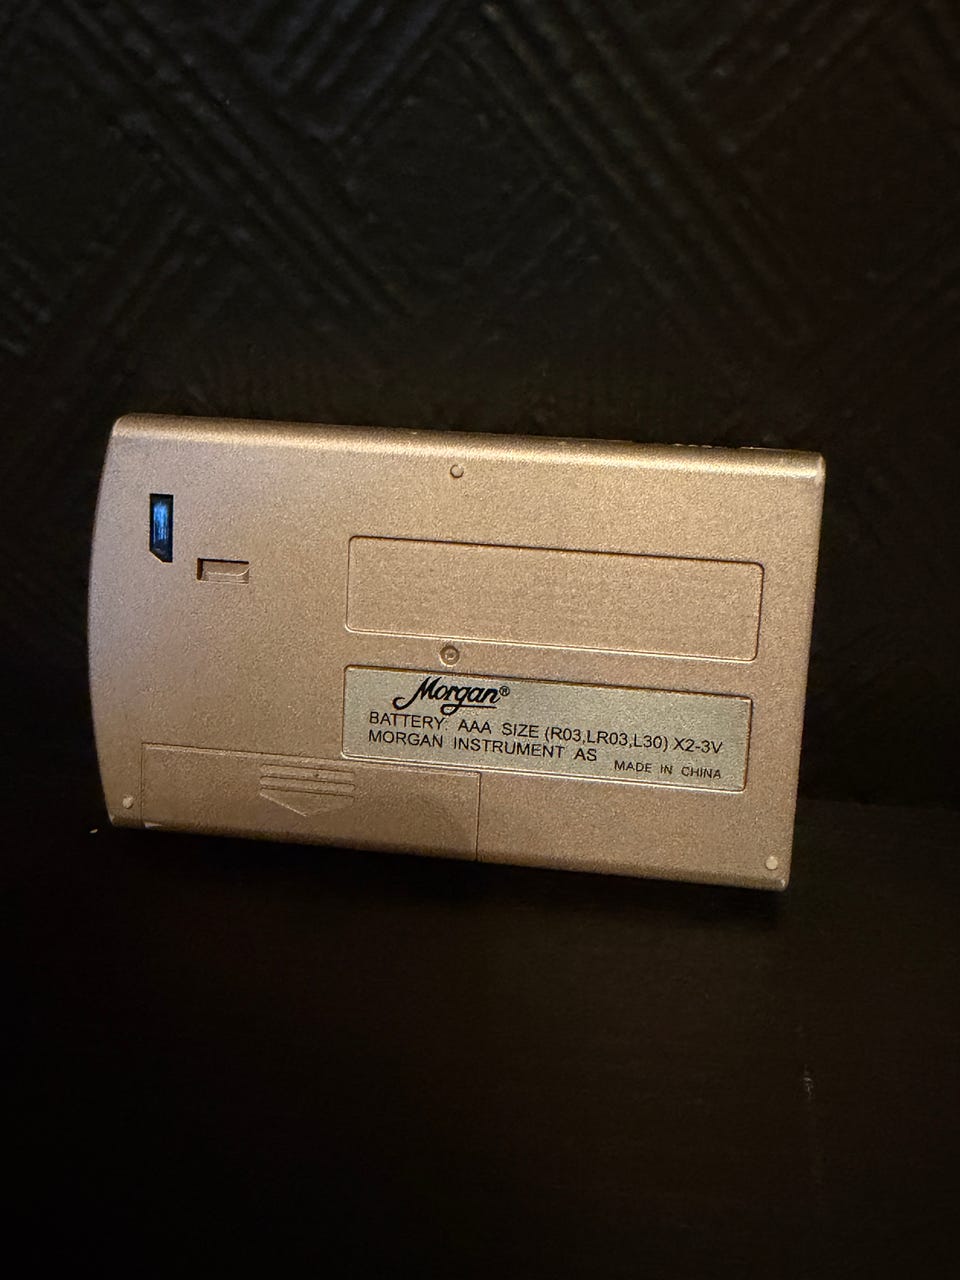 Morgan®
BATTERY: AAA SIZE (R03,LR03,L30) X2-3V
MORGAN INSTRUMENT AS
MADE IN CHINA